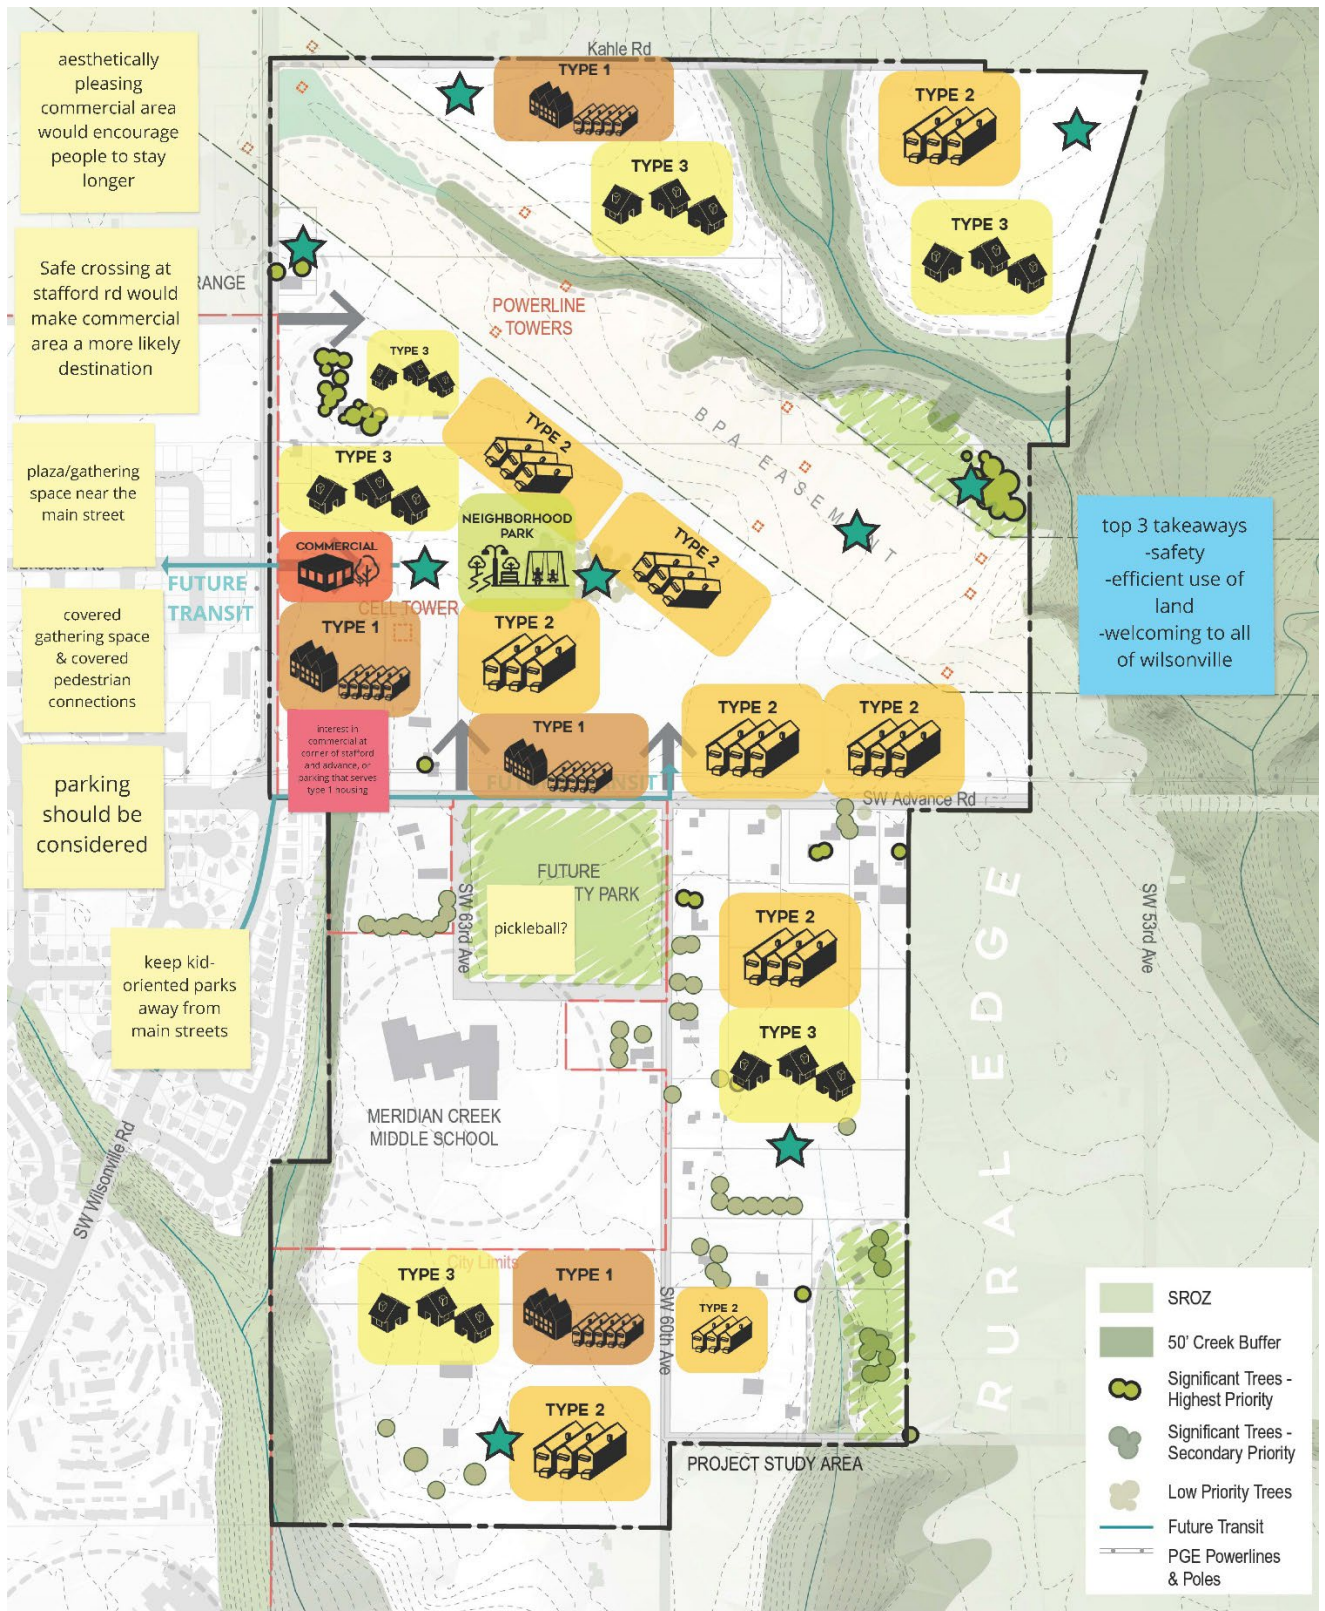 aesthetically
pleasing
commercial area
would encourage
people to stay
longer
Safe crossing at
stafford rd would
make commercial
area a more likely
destination
plaza/gathering
space near the
main street
covered
gathering space
& covered
pedestrian
connections
parking
should be
considered
keep kid-
oriented parks
away from
main streets
Kahle Rd
TYPE 1
TYPE 2
TYPE 3
TYPE 3
RANGE
POWERLINE
TOWERS
TYPE 3
BPA EASEMENT
TYPE 2
TYPE 3
NEIGHBORHOOD
PARK
TYPE 2
COMMERCIAL
FUTURE
TRANSIT
CELL TOWER
TYPE 1
TYPE 2
top 3 takeaways
-safety
-efficient use of
land
-welcoming to all
of wilsonville
interest in
commercial at
corner of stafford
and advance, or
parking that serves
type 1 housing
TYPE 1
TYPE 2
TYPE 2
SW Advance Rd
FUTURE
TY PARK
pickleball?
SW 63rd Ave
TYPE 2
TYPE 3
RURAL EDGE
SW 53rd Ave
MERIDIAN CREEK
MIDDLE SCHOOL
SW Wilsonville Rd
City Limits
TYPE 3
TYPE 1
SW 60th Ave
TYPE 2
TYPE 2
PROJECT STUDY AREA
SROZ
50' Creek Buffer
Significant Trees -
Highest Priority
Significant Trees -
Secondary Priority
Low Priority Trees
Future Transit
PGE Powerlines
& Poles